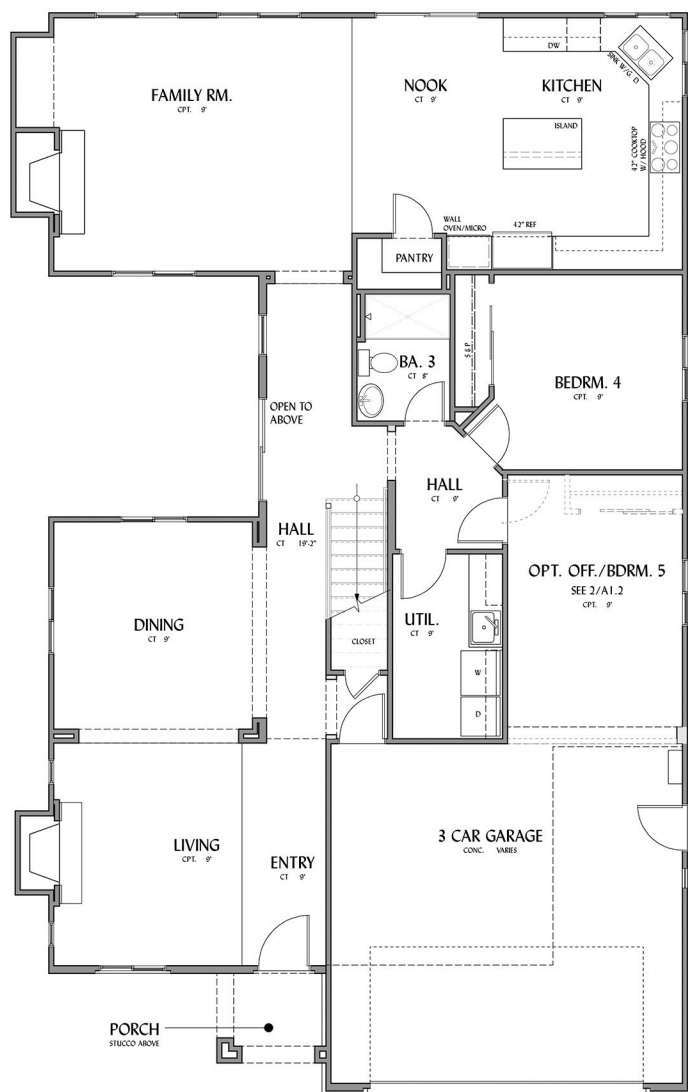 DW
SINK W/G. D.
FAMILY RM.
CPT. 9'
NOOK
CT 9'
KITCHEN
CT 9'
ISLAND
42" COOKTOP
W/ HOOD
WALL
OVEN/MICRO
42" REF
PANTRY
S & P
BA. 3
CT 8'
BEDRM. 4
CPT. 9'
OPEN TO
ABOVE
HALL
CT 9'
HALL
CT 19'-2"
OPT. OFF./BDRM. 5
SEE 2/A1.2
CPT. 9'
DINING
CT 9'
UTIL.
CT 9'
CLOSET
W
D
LIVING
CPT. 9'
ENTRY
CT 9'
3 CAR GARAGE
CONC. VARIES
PORCH
STUCCO ABOVE